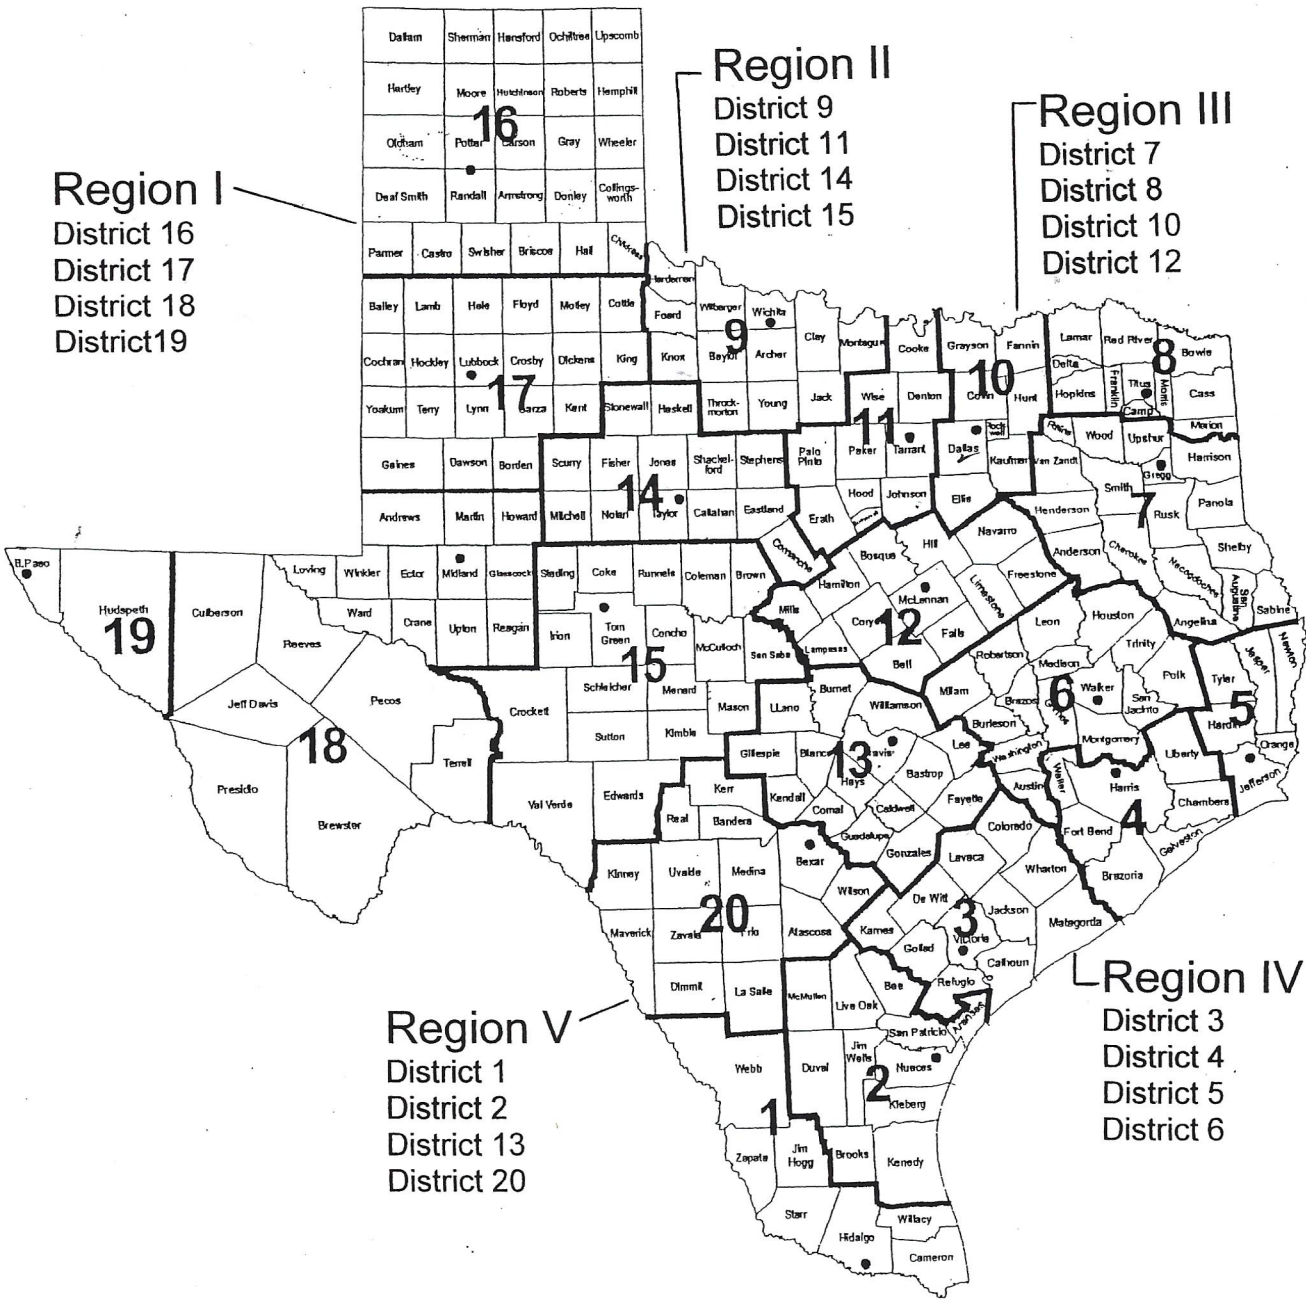 Region I
District 16
District 17
District 18
District19
Region II
District 9
District 11
District 14
District 15
Region III
District 7
District 8
District 10
District 12
Region IV
District 3
District 4
District 5
District 6
Region V
District 1
District 2
District 13
District 20
Dallam Sherman Hansford Ochiltree Lipscomb
Hartley Moore Hutchinson Roberts Hemphill
16
Oldham Potter Carson Gray Wheeler
Deaf Smith Randall Armstrong Donley Collings-
worth
Parmer Castro Swisher Briscoe Hall Childress
Bailey Lamb Hale Floyd Motley Cottle
Cochran Hockley Lubbock Crosby Dickens King
17
Yoakum Terry Lynn Garza Kent Stonewall Haskell
Gaines Dawson Borden
Andrews Martin Howard
Hardeman Foard Wilbarger Wichita Clay Montague
9
Knox Baylor Archer
Throck-
morton Young Jack
Cooke Grayson Fannin
10
Wise Denton Collin Hunt
11
Palo
Pinto Parker Tarrant Dallas Rock
wall Kaufman
Hood Johnson Ellis
Erath
Lamar Red River Bowie
8
Delta Hopkins Franklin Titus Morris Cass
Camp Marion
Rains Wood Upshur Harrison
Van Zandt Smith Gregg
7
Henderson Rusk Panola
Anderson Cherokee Nacogdoches Shelby
San
Augustine Sabine
Angelina
Scurry Fisher Jones Shackel-
ford Stephens
14
Mitchell Nolan Taylor Callahan Eastland
Comanche
Bosque Hill Navarro
Hamilton McLennan Limestone Freestone
12
Mills Falls
Lampasas Bell
El Paso Hudspeth
19
Culberson Reeves Loving Winkler Ector Midland Glasscock
Ward Crane Upton Reagan
Jeff Davis Pecos
18
Presidio Brewster Terrell
Sterling Coke Runnels Coleman Brown
Irion Tom
Green Concho McCulloch San Saba
15
Crockett Schleicher Menard Mason
Sutton Kimble
Val Verde Edwards
Leon Houston
Robertson Madison Trinity
6
Walker Polk
Brazos San
Jacinto
Grimes Montgomery
Milam Burleson Washington Austin
Tyler Jasper Newton
5
Hardin Orange
Jefferson
Liberty
Waller Harris Chambers
4
Fort Bend Galveston
Brazoria
Burnet Williamson
LLano
Gillespie Blanco Travis Lee
13
Hays Bastrop
Kendall Comal Caldwell Fayette
Guadalupe Gonzales
Kerr
Real Bandera
Kinney Uvalde Medina Bexar
Wilson
20
Maverick Zavala Frio Atascosa
Dimmit La Salle
Colorado
Lavaca Wharton
De Witt
3
Jackson Matagorda
Karnes Victoria
Goliad Calhoun
Refugio
McMullen Live Oak Bee
Aransas
San Patricio
Duval Jim
Wells Nueces
2
Kleberg
Brooks Kenedy
Webb
1
Zapata Jim
Hogg
Starr Hidalgo Willacy
Cameron